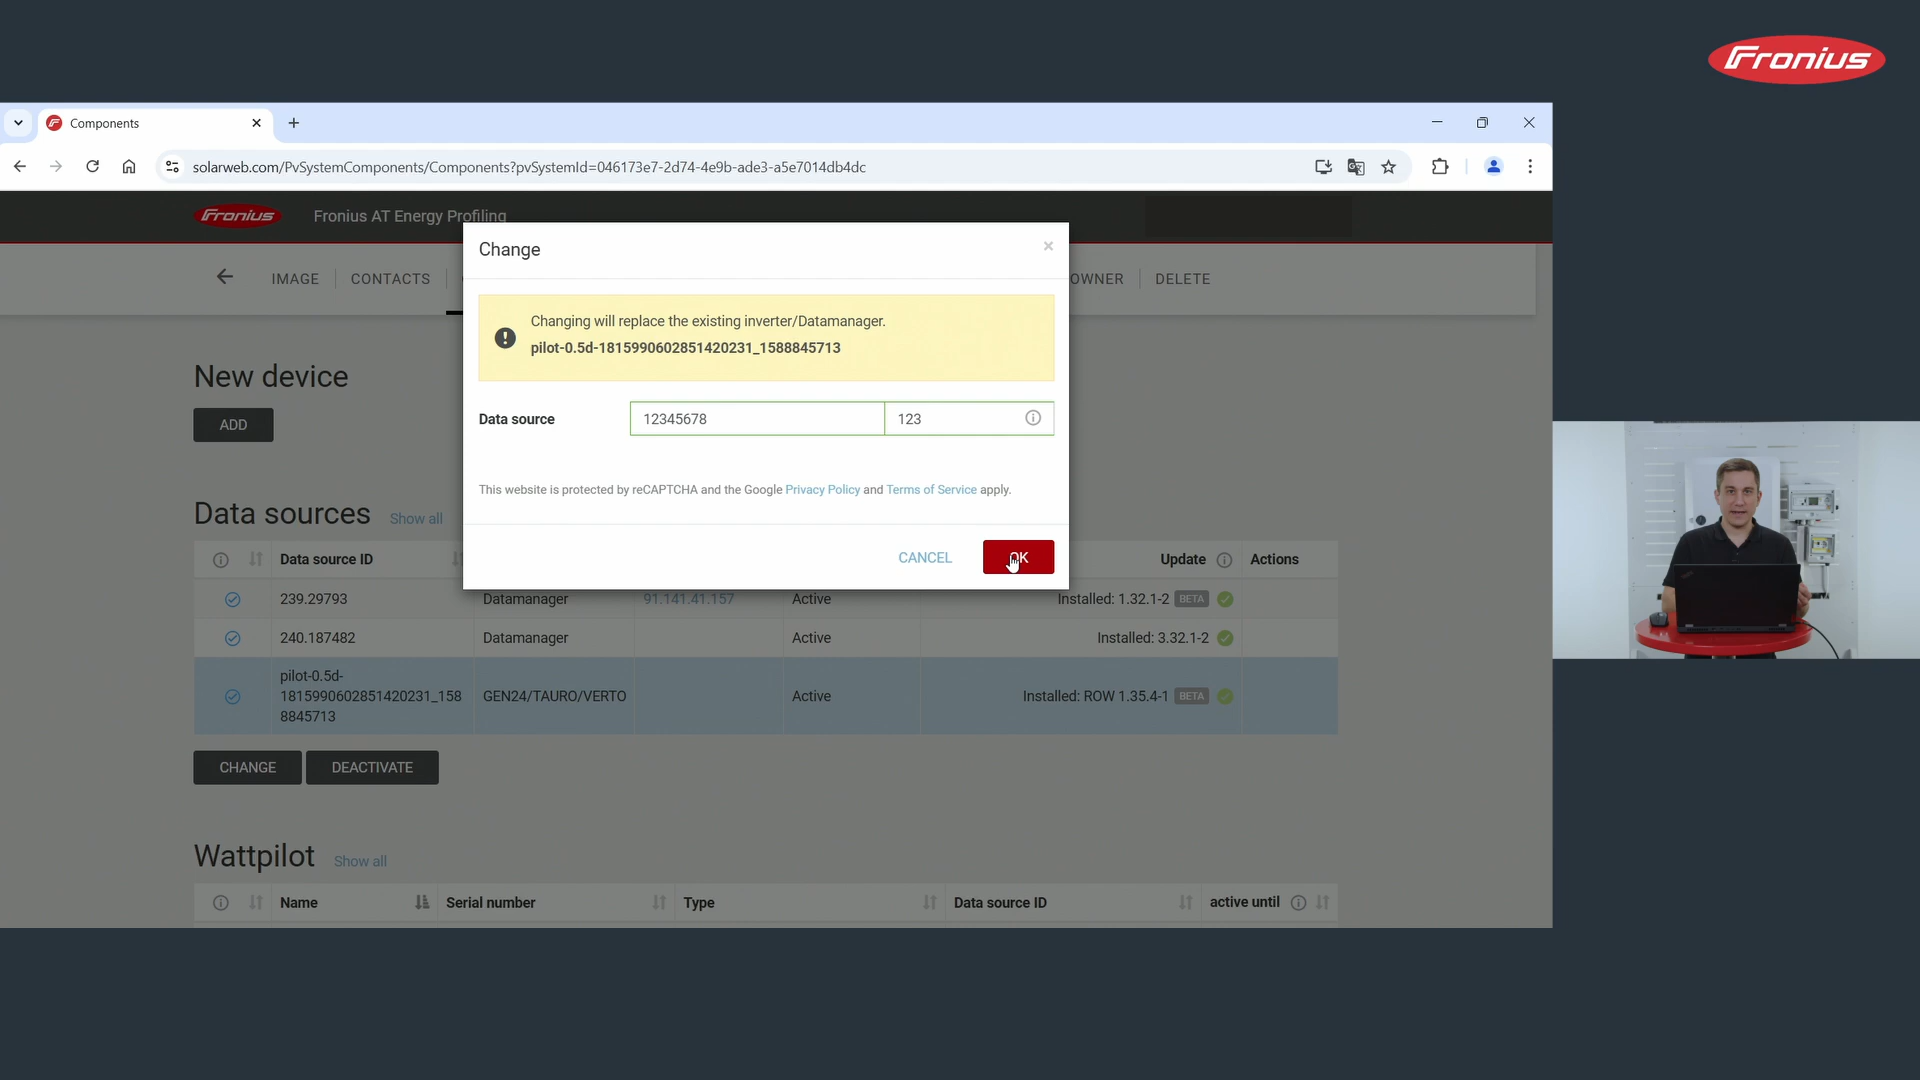 Fronius
Components
solarweb.com/PvSystemComponents/Components?pvSystemId=046173e7-2d74-4e9b-ade3-a5e7014db4dc
Fronius Fronius AT Energy Profiling
Change
IMAGE CONTACTS OWNER DELETE
Changing will replace the existing inverter/Datamanager.
pilot-0.5d-1815990602851420231_1588845713
New device
ADD
Data source 12345678 123
This website is protected by reCAPTCHA and the Google Privacy Policy and Terms of Service apply.
Data sources Show all
CANCEL OK
Data source ID Update Actions
239.29793 Datamanager 91.141.41.157 Active Installed: 1.32.1-2 BETA
240.187482 Datamanager Active Installed: 3.32.1-2
pilot-0.5d-
1815990602851420231_158 GEN24/TAURO/VERTO Active Installed: ROW 1.35.4-1 BETA
8845713
CHANGE DEACTIVATE
Wattpilot Show all
Name Serial number Type Data source ID active until